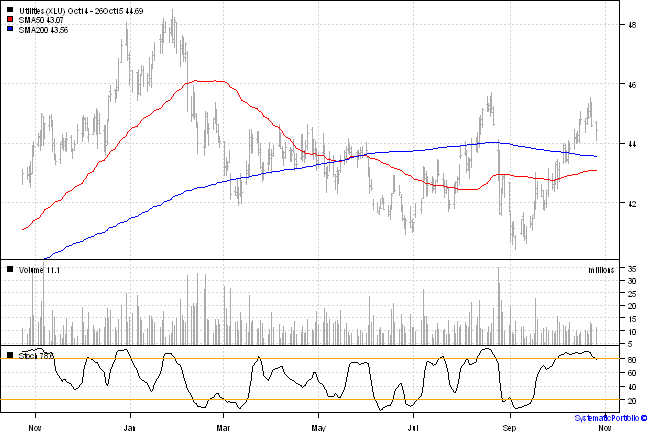 Utilities (XLU) Oct14 - 26Oct15 44.69
SMA50 43.07
SMA200 43.56
48
46
44
42
Volume 11.1
millions
35
30
25
20
15
10
5
80
60
40
20
Nov Jan Mar May Jul Sep Nov
SystematicPortfolio ©